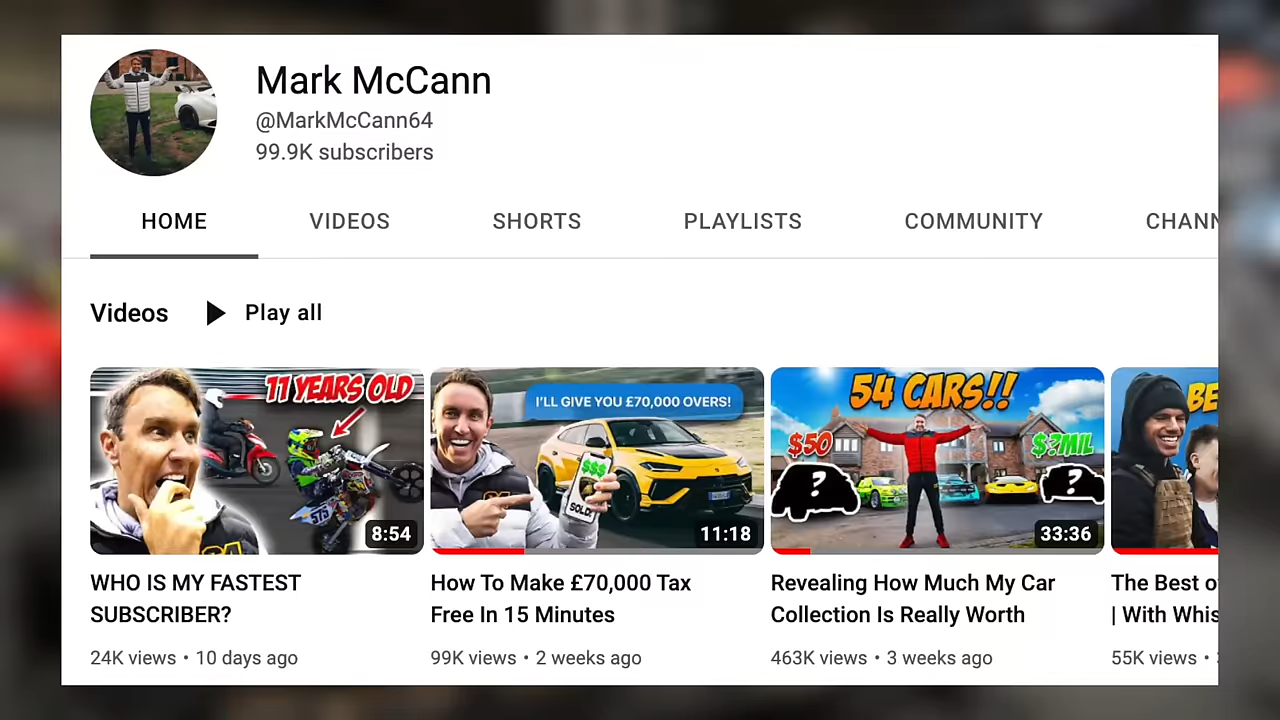 Mark McCann
@MarkMcCann64
99.9K subscribers
HOME VIDEOS SHORTS PLAYLISTS COMMUNITY CHANN
Videos Play all
11 YEARS OLD
575
8:54
I'LL GIVE YOU £70,000 OVERS!
$$$
SOLD!
11:18
54 CARS!!
$50
$?MIL
?
?
33:36
BE
WHO IS MY FASTEST
SUBSCRIBER?
24K views • 10 days ago
How To Make £70,000 Tax
Free In 15 Minutes
99K views • 2 weeks ago
Revealing How Much My Car
Collection Is Really Worth
463K views • 3 weeks ago
The Best o
| With Whis
55K views •